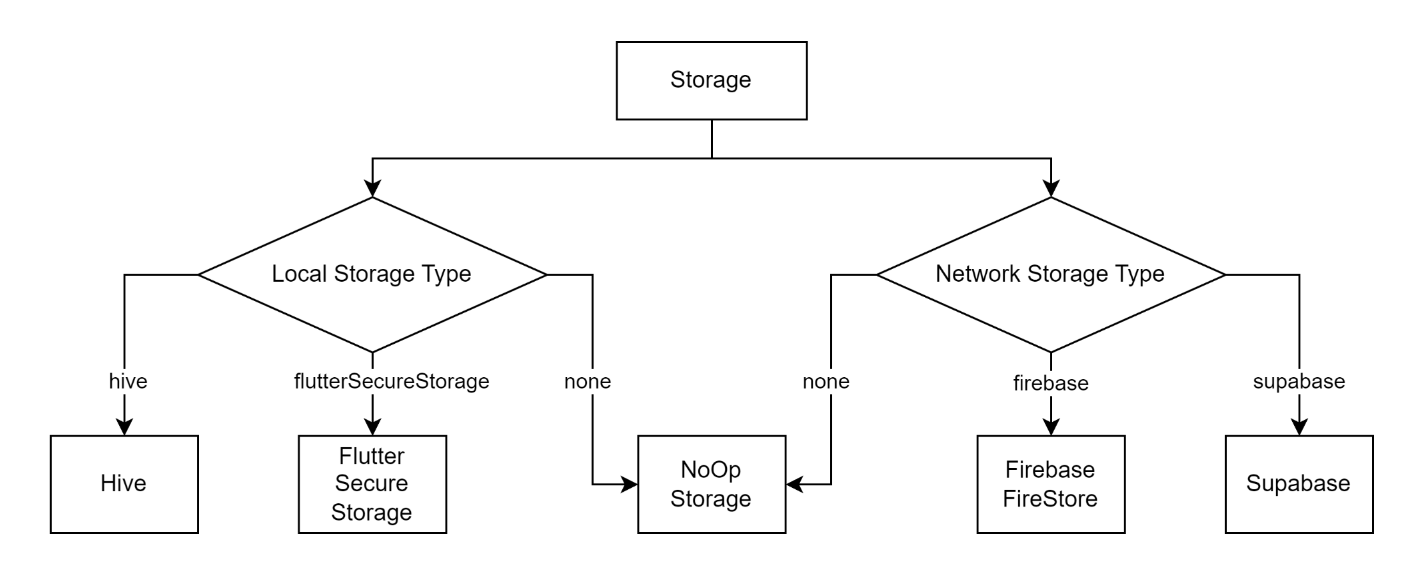 Storage
Local Storage Type
Network Storage Type
hive
flutterSecureStorage
none
none
firebase
supabase
Hive
Flutter
Secure
Storage
NoOp
Storage
Firebase
FireStore
Supabase